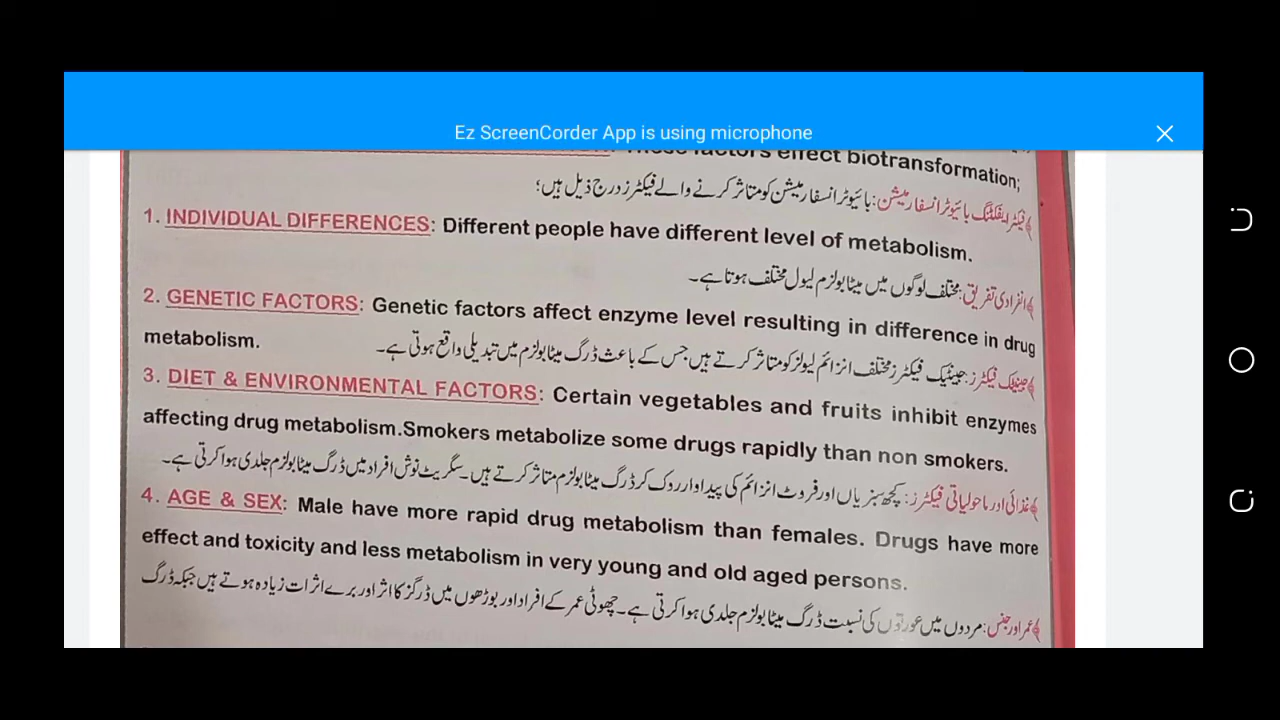 Ez ScreenCorder App is using microphone
These factors effect biotransformation;
﴿فیکٹر ایفیکٹنگ بائیوٹرانسفارمیشن: بائیوٹرانسفارمیشن کو متاثر کرنے والے فیکٹرز درج ذیل ہیں؛
1. INDIVIDUAL DIFFERENCES: Different people have different level of metabolism.
﴿انفرادی تفریق: مختلف لوگوں میں میٹابولزم لیول مختلف ہوتا ہے۔
2. GENETIC FACTORS: Genetic factors affect enzyme level resulting in difference in drug
metabolism. ﴿جینیٹک فیکٹرز: جینیٹیک فیکٹرز مختلف انزائم لیولز کو متاثر کرتے ہیں جس کے باعث ڈرگ میٹابولزم میں تبدیلی واقع ہوتی ہے۔
3. DIET & ENVIRONMENTAL FACTORS: Certain vegetables and fruits inhibit enzymes
affecting drug metabolism.Smokers metabolize some drugs rapidly than non smokers.
﴿غذائی اور ماحولیاتی فیکٹرز: کچھ سبزیاں اور فروٹ انزائم کی پیداوار روک کر ڈرگ میٹابولزم متاثر کرتے ہیں۔ سگریٹ نوش افراد میں ڈرگ میٹابولزم جلدی ہوا کرتی ہے۔
4. AGE & SEX: Male have more rapid drug metabolism than females. Drugs have more
effect and toxicity and less metabolism in very young and old aged persons.
﴿عمر اور جنس: مردوں میں عورتوں کی نسبت ڈرگ میٹابولزم جلدی ہوا کرتی ہے۔ چھوٹی عمر کے افراد اور بوڑھوں میں ڈرگز کا اثر اور برے اثرات زیادہ ہوتے ہیں جبکہ ڈرگ